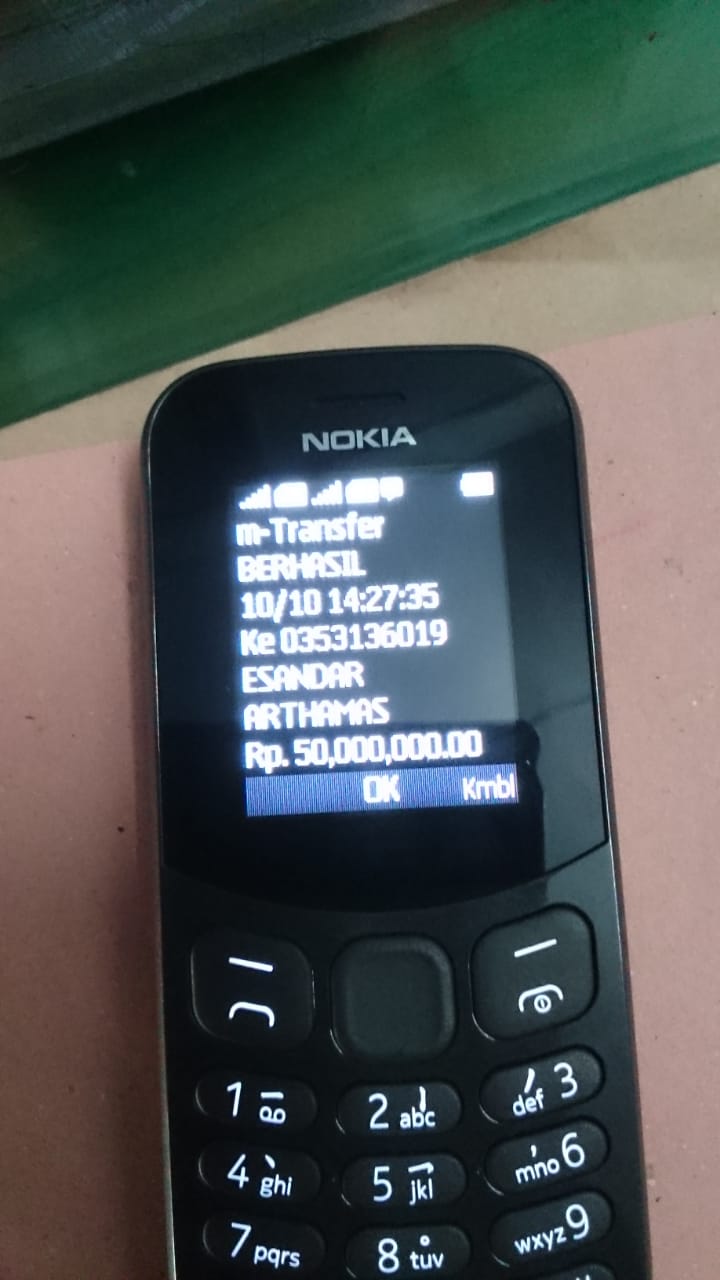 NOKIA
m-Transfer
BERHASIL
10/10 14:27:35
Ke 0353136019
ESANDAR
ARTHAMAS
Rp. 50,000,000.00
OK Kmbl
1
2 abc
def 3
4 ghi
5 jkl
mno 6
7 pqrs
8 tuv
wxyz 9